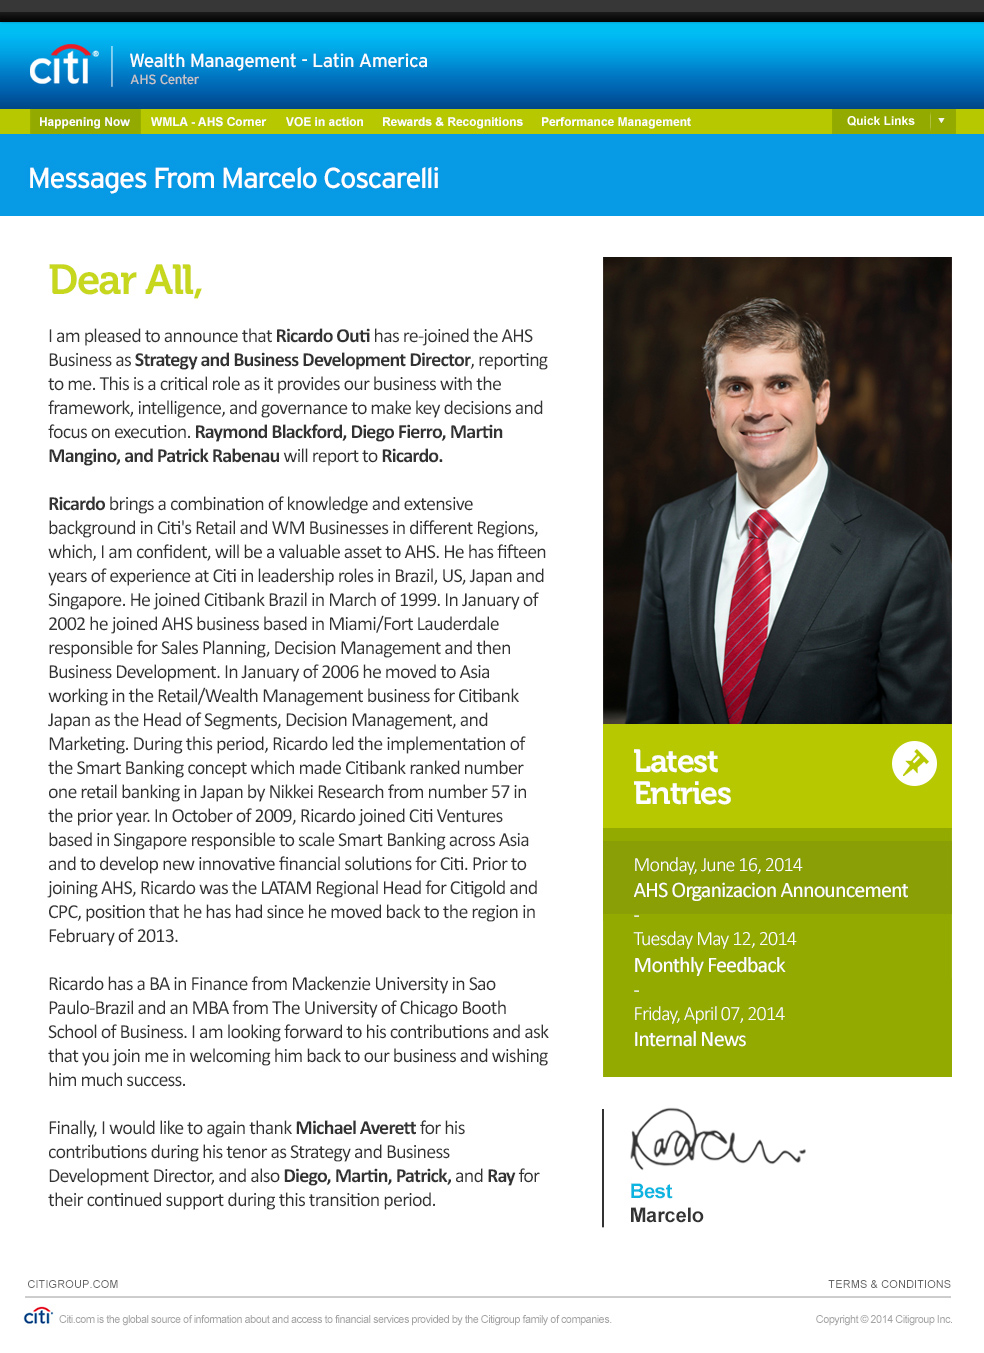 citi®
Wealth Management - Latin America
AHS Center
Happening Now
WMLA - AHS Corner
VOE in action
Rewards & Recognitions
Performance Management
Quick Links
Messages From Marcelo Coscarelli
Dear All,
I am pleased to announce that Ricardo Outi has re-joined the AHS
Business as Strategy and Business Development Director, reporting
to me. This is a critical role as it provides our business with the
framework, intelligence, and governance to make key decisions and
focus on execution. Raymond Blackford, Diego Fierro, Martin
Mangino, and Patrick Rabenau will report to Ricardo.
Ricardo brings a combination of knowledge and extensive
background in Citi's Retail and WM Businesses in different Regions,
which, I am confident, will be a valuable asset to AHS. He has fifteen
years of experience at Citi in leadership roles in Brazil, US, Japan and
Singapore. He joined Citibank Brazil in March of 1999. In January of
2002 he joined AHS business based in Miami/Fort Lauderdale
responsible for Sales Planning, Decision Management and then
Business Development. In January of 2006 he moved to Asia
working in the Retail/Wealth Management business for Citibank
Japan as the Head of Segments, Decision Management, and
Marketing. During this period, Ricardo led the implementation of
the Smart Banking concept which made Citibank ranked number
one retail banking in Japan by Nikkei Research from number 57 in
the prior year. In October of 2009, Ricardo joined Citi Ventures
based in Singapore responsible to scale Smart Banking across Asia
and to develop new innovative financial solutions for Citi. Prior to
joining AHS, Ricardo was the LATAM Regional Head for Citigold and
CPC, position that he has had since he moved back to the region in
February of 2013.
Ricardo has a BA in Finance from Mackenzie University in Sao
Paulo-Brazil and an MBA from The University of Chicago Booth
School of Business. I am looking forward to his contributions and ask
that you join me in welcoming him back to our business and wishing
him much success.
Finally, I would like to again thank Michael Averett for his
contributions during his tenor as Strategy and Business
Development Director, and also Diego, Martin, Patrick, and Ray for
their continued support during this transition period.
Latest
Entries
Monday, June 16, 2014
AHS Organizacion Announcement
-
Tuesday May 12, 2014
Monthly Feedback
-
Friday, April 07, 2014
Internal News
Best
Marcelo
CITIGROUP.COM
TERMS & CONDITIONS
citi
Citi.com is the global source of information about and access to financial services provided by the Citigroup family of companies.
Copyright © 2014 Citigroup Inc.